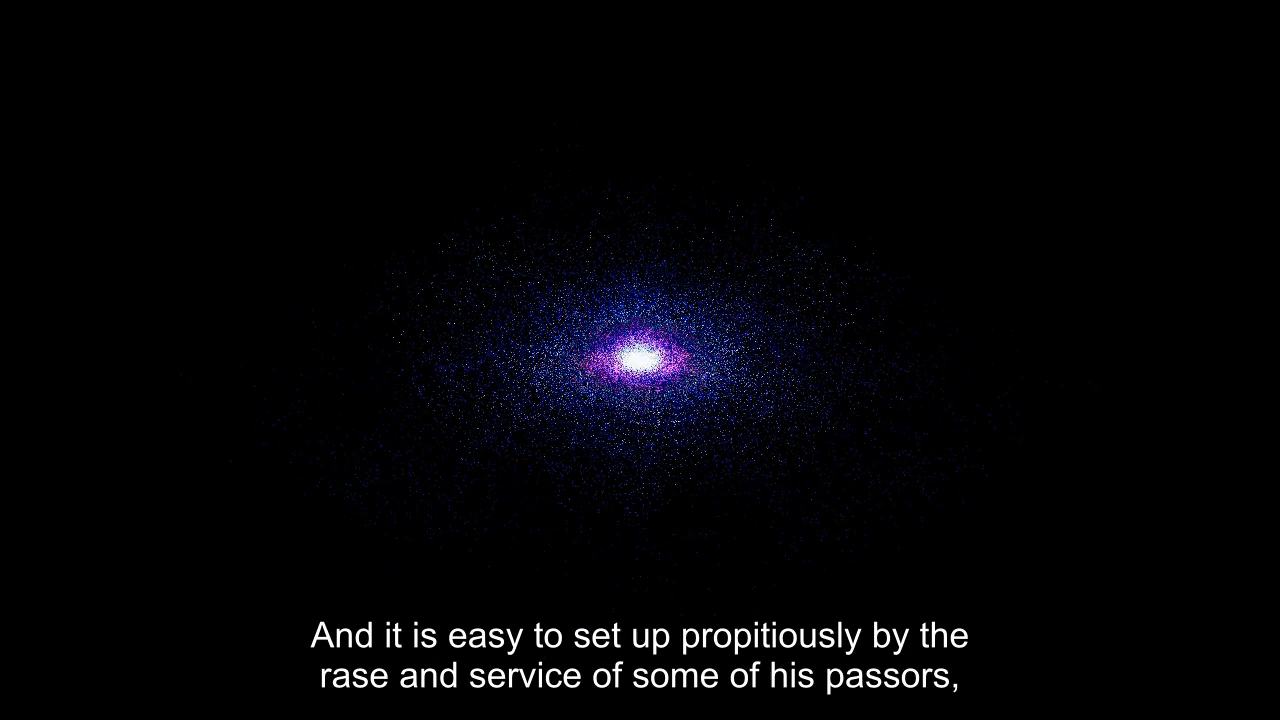 And it is easy to set up propitiously by the
rase and service of some of his passors,